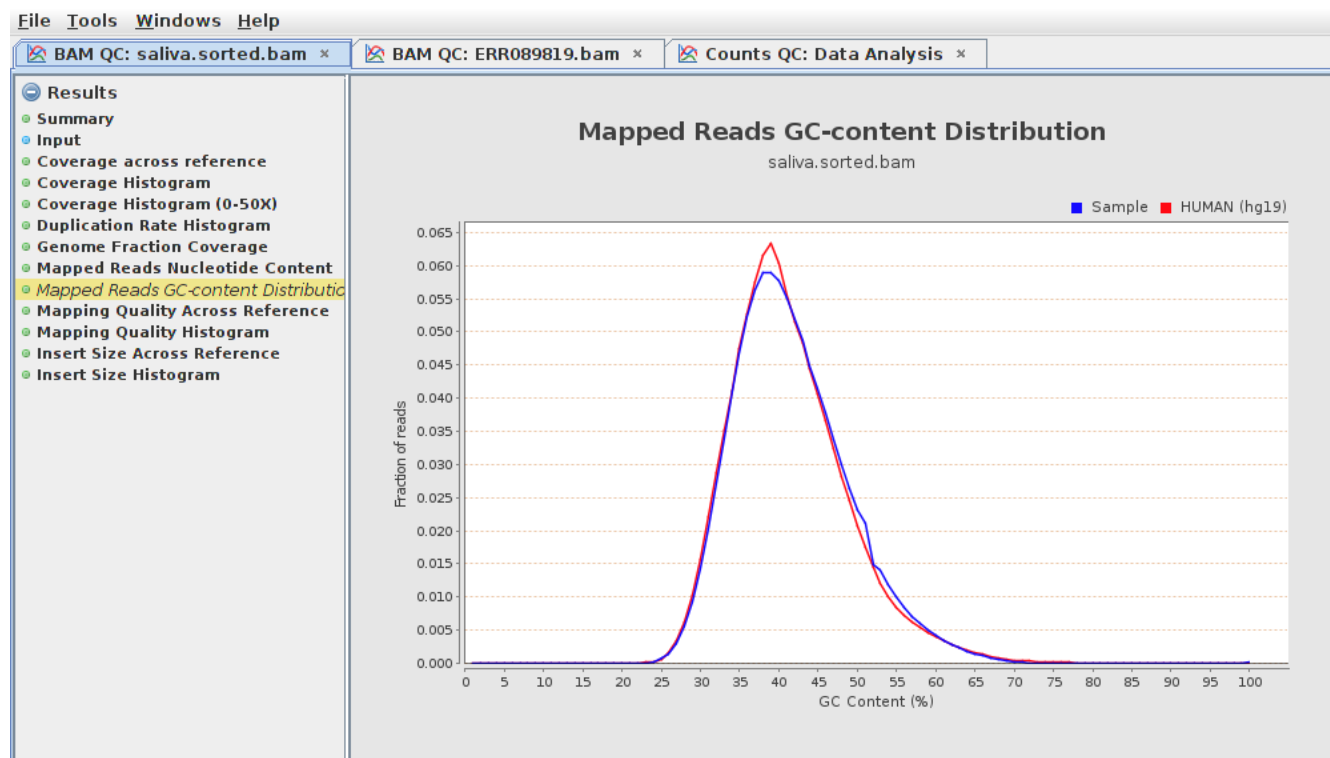 File Tools Windows Help
BAM QC: saliva.sorted.bam × BAM QC: ERR089819.bam × Counts QC: Data Analysis ×
Results
Summary
Input
Coverage across reference
Coverage Histogram
Coverage Histogram (0-50X)
Duplication Rate Histogram
Genome Fraction Coverage
Mapped Reads Nucleotide Content
Mapped Reads GC-content Distributic
Mapping Quality Across Reference
Mapping Quality Histogram
Insert Size Across Reference
Insert Size Histogram
Mapped Reads GC-content Distribution
saliva.sorted.bam
Sample HUMAN (hg19)
0.065
0.060
0.055
0.050
0.045
0.040
0.035
0.030
0.025
0.020
0.015
0.010
0.005
0.000
Fraction of reads
0 5 10 15 20 25 30 35 40 45 50 55 60 65 70 75 80 85 90 95 100
GC Content (%)